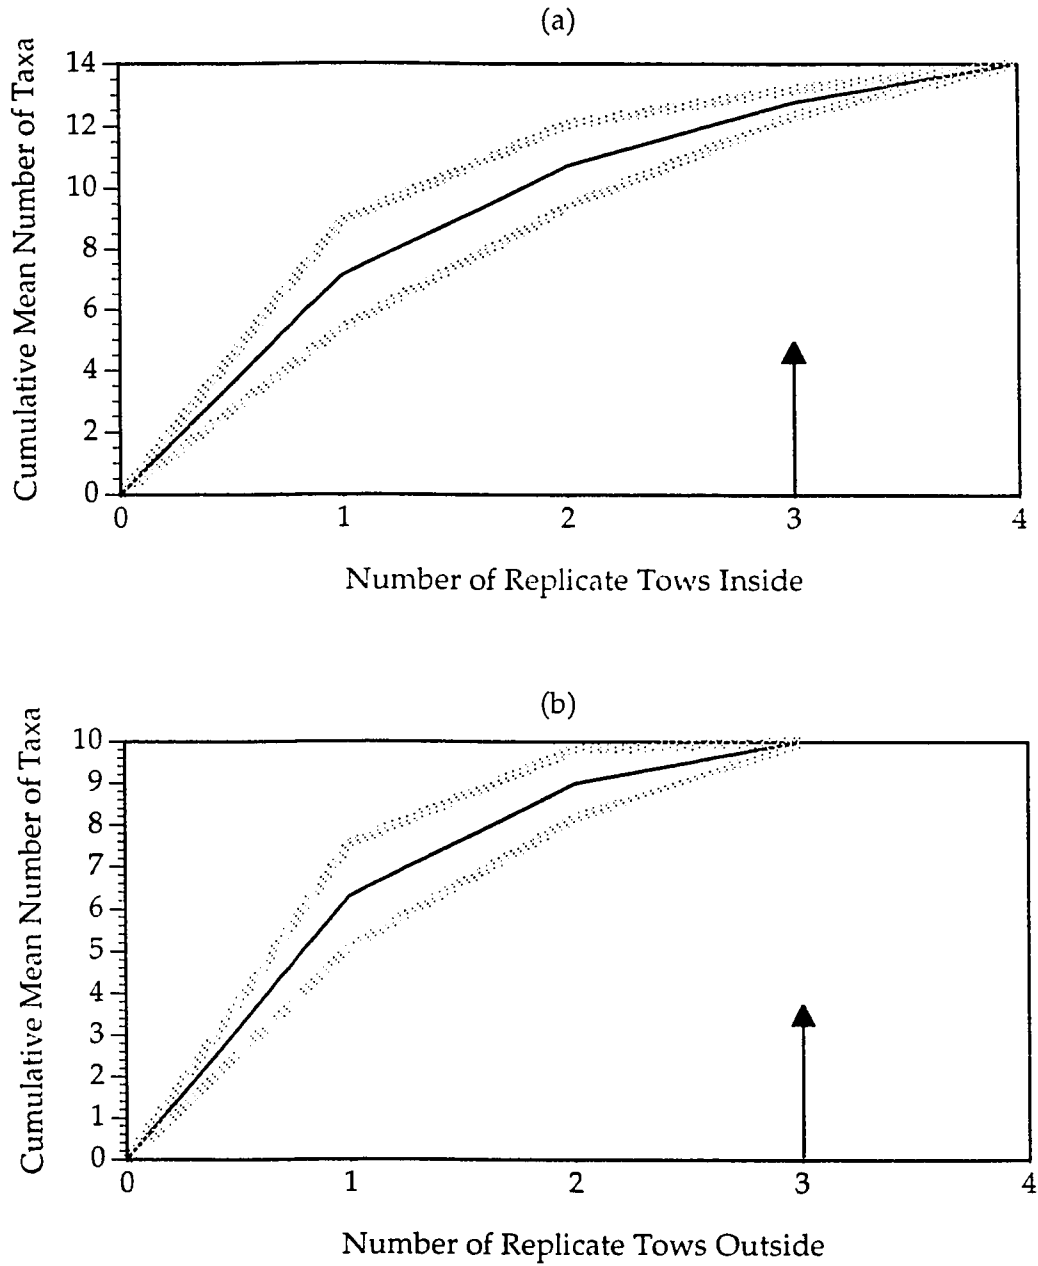 (a)
Cumulative Mean Number of Taxa
14
12
10
8
6
4
2
0
0 1 2 3 4
Number of Replicate Tows Inside
(b)
Cumulative Mean Number of Taxa
10
9
8
7
6
5
4
3
2
1
0
0 1 2 3 4
Number of Replicate Tows Outside